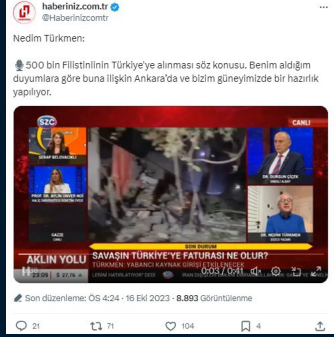 haberiniz.com.tr
@Haberinizcomtr
Nedim Türkmen:
500 bin Filistinlinin Türkiye'ye alınması söz konusu. Benim aldığım
duyumlara göre buna ilişkin Ankara'da ve bizim güneyimizde bir hazırlık
yapılıyor.
SZC
CANLI
SERAP BELOVACIKLI
PROF. DR. AYLİN ÜNVER NOİ
GAZZE
DR. DURSUN ÇİÇEK
DR. NEDİM TÜRKMEN
SON DURUM
AKLIN YOLU
SAVAŞIN TÜRKİYE'YE FATURASI NE OLUR?
TÜRKMEN: YABANCI KAYNAK GİRİŞİ ETKİLENECEK
23:05
$ 27,76
0:03 / 0:41
Son düzenleme: ÖS 4:24 · 16 Eki 2023 · 8.893 Görüntülenme
21
71
104
4